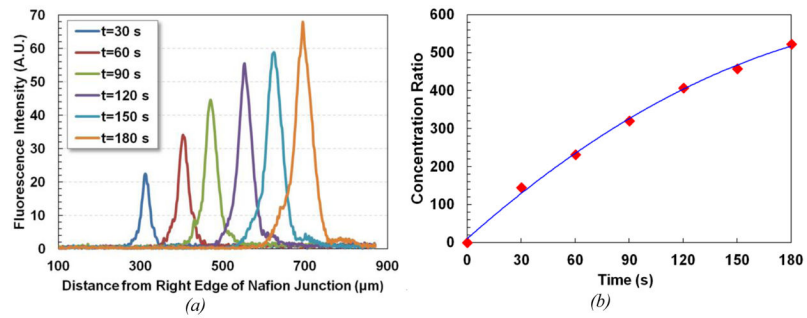 70
60
50
40
30
20
10
0
Fluorescence Intensity (A.U.)
t=30 s
t=60 s
t=90 s
t=120 s
t=150 s
t=180 s
100 300 500 700 900
Distance from Right Edge of Nafion Junction (µm)
(a)
600
500
400
300
200
100
0
Concentration Ratio
0 30 60 90 120 150 180
Time (s)
(b)